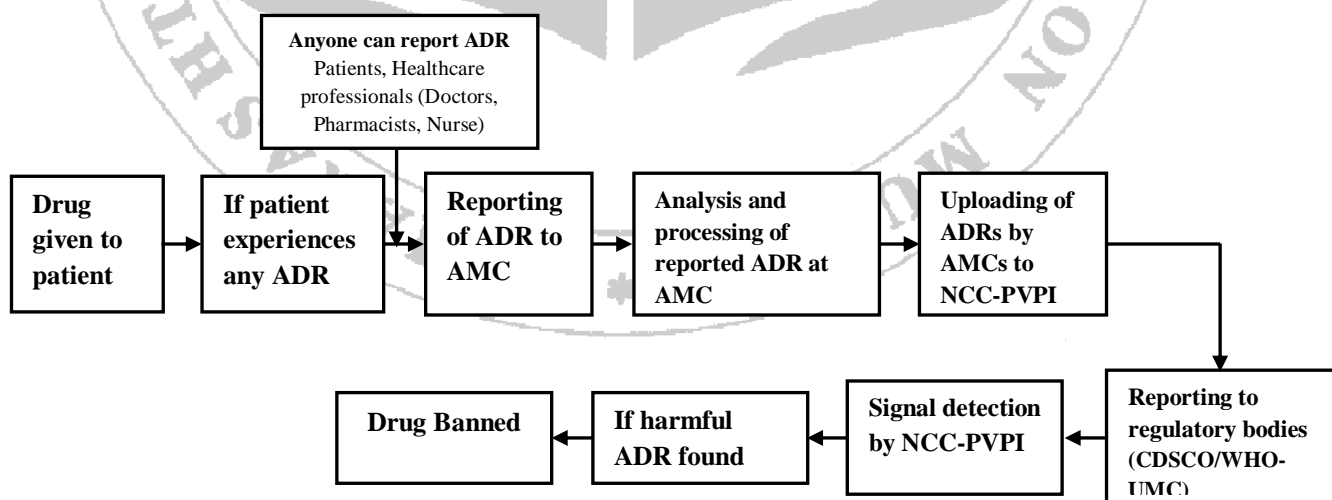 Anyone can report ADR
Patients, Healthcare
professionals (Doctors,
Pharmacists, Nurse)
Drug
given to
patient
If patient
experiences
any ADR
Reporting
of ADR to
AMC
Analysis and
processing of
reported ADR at
AMC
Uploading of
ADRs by
AMCs to
NCC-PVPI
Reporting to
regulatory bodies
(CDSCO/WHO-
UMC)
Signal detection
by NCC-PVPI
If harmful
ADR found
Drug Banned